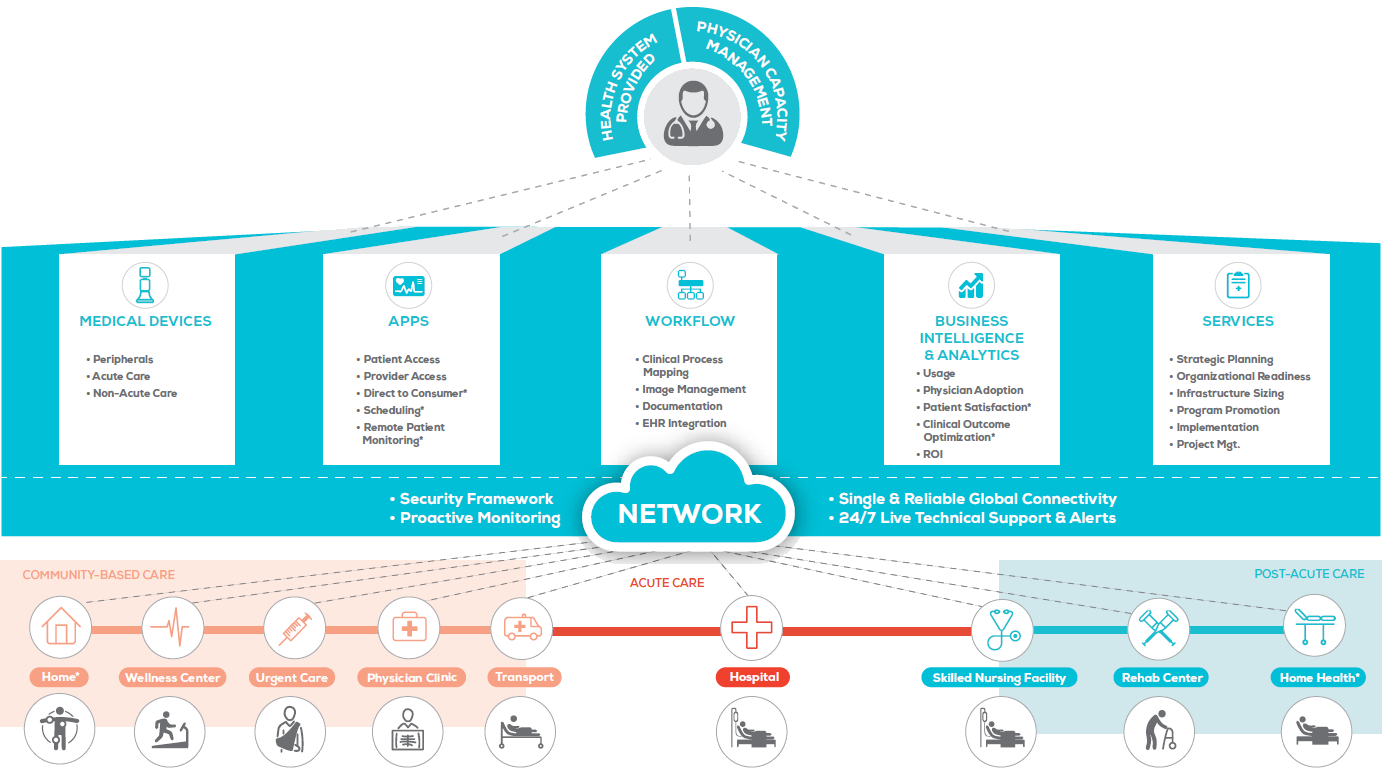 HEALTH SYSTEM
PROVIDED
PHYSICIAN CAPACITY
MANAGEMENT
MEDICAL DEVICES
• Peripherals
• Acute Care
• Non-Acute Care
APPS
• Patient Access
• Provider Access
• Direct to Consumer*
• Scheduling*
• Remote Patient
Monitoring*
WORKFLOW
• Clinical Process
Mapping
• Image Management
• Documentation
• EHR Integration
BUSINESS
INTELLIGENCE
& ANALYTICS
• Usage
• Physician Adoption
• Patient Satisfaction*
• Clinical Outcome
Optimization*
• ROI
SERVICES
• Strategic Planning
• Organizational Readiness
• Infrastructure Sizing
• Program Promotion
• Implementation
• Project Mgt.
• Security Framework
• Proactive Monitoring
NETWORK
• Single & Reliable Global Connectivity
• 24/7 Live Technical Support & Alerts
COMMUNITY-BASED CARE
ACUTE CARE
POST-ACUTE CARE
Home*
Wellness Center
Urgent Care
Physician Clinic
Transport
Hospital
Skilled Nursing Facility
Rehab Center
Home Health*